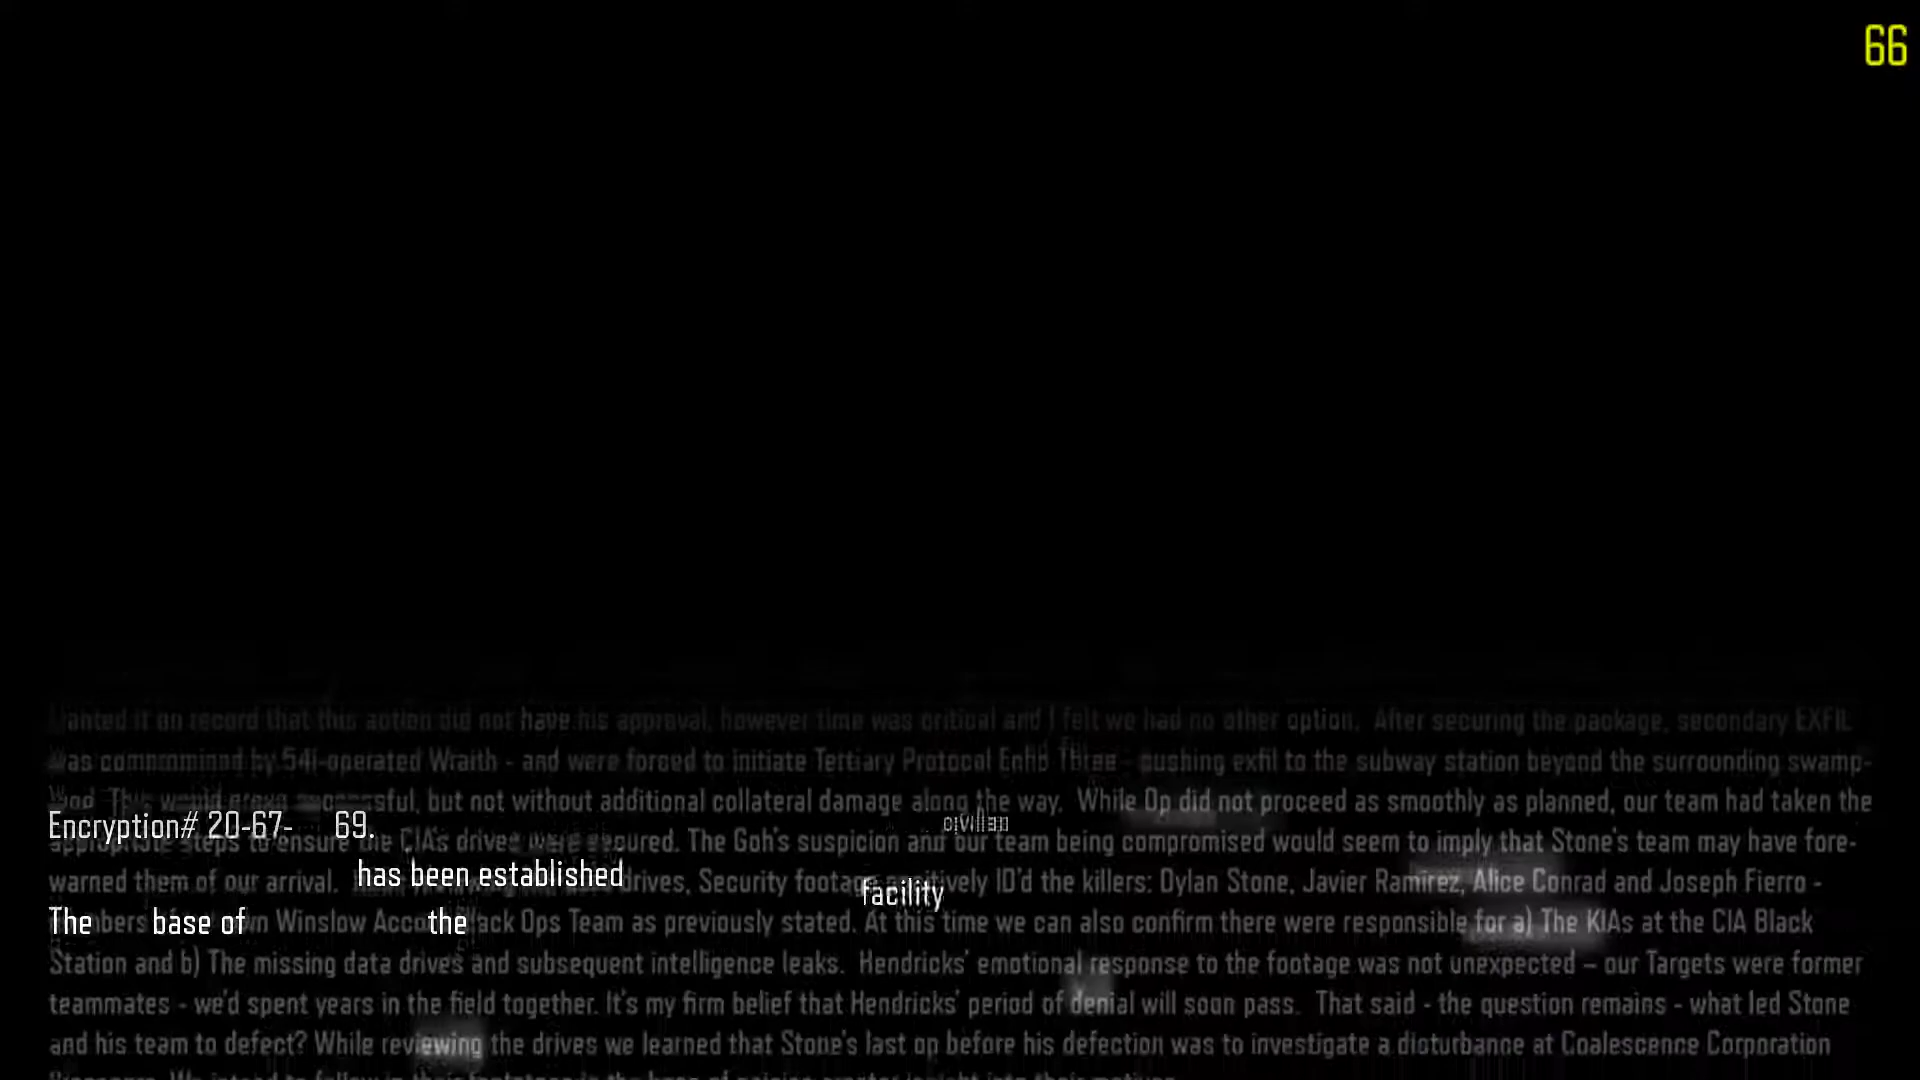 66
anted it on record that this action did not have his approval, however time was critical and I felt we had no other option. After securing the package, secondary EXFIL
was compromised by 54i-operated Wraith - and were forced to initiate Tertiary Protocol Enfid Three - pushing exfil to the subway station beyond the surrounding swamp-
This would prove successful, but not without additional collateral damage along the way. While Op did not proceed as smoothly as planned, our team had taken the
Encryption# 20-67- 69.
civilian
appropriate steps to ensure the CIA's drives were secured. The Goh's suspicion and our team being compromised would seem to imply that Stone's team may have fore-
has been established
warned them of our arrival. drives, Security footage ively ID'd the killers: Dylan Stone, Javier Ramirez, Alice Conrad and Joseph Fierro -
facility
The base of the
mbers Winslow Acco ack Ops Team as previously stated. At this time we can also confirm there were responsible for a) The KIAs at the CIA Black
Station and b) The missing data drives and subsequent intelligence leaks. Hendricks' emotional response to the footage was not unexpected – our Targets were former
teammates - we'd spent years in the field together. It's my firm belief that Hendricks' period of denial will soon pass. That said - the question remains - what led Stone
and his team to defect? While reviewing the drives we learned that Stone's last op before his defection was to investigate a disturbance at Coalescence Corporation